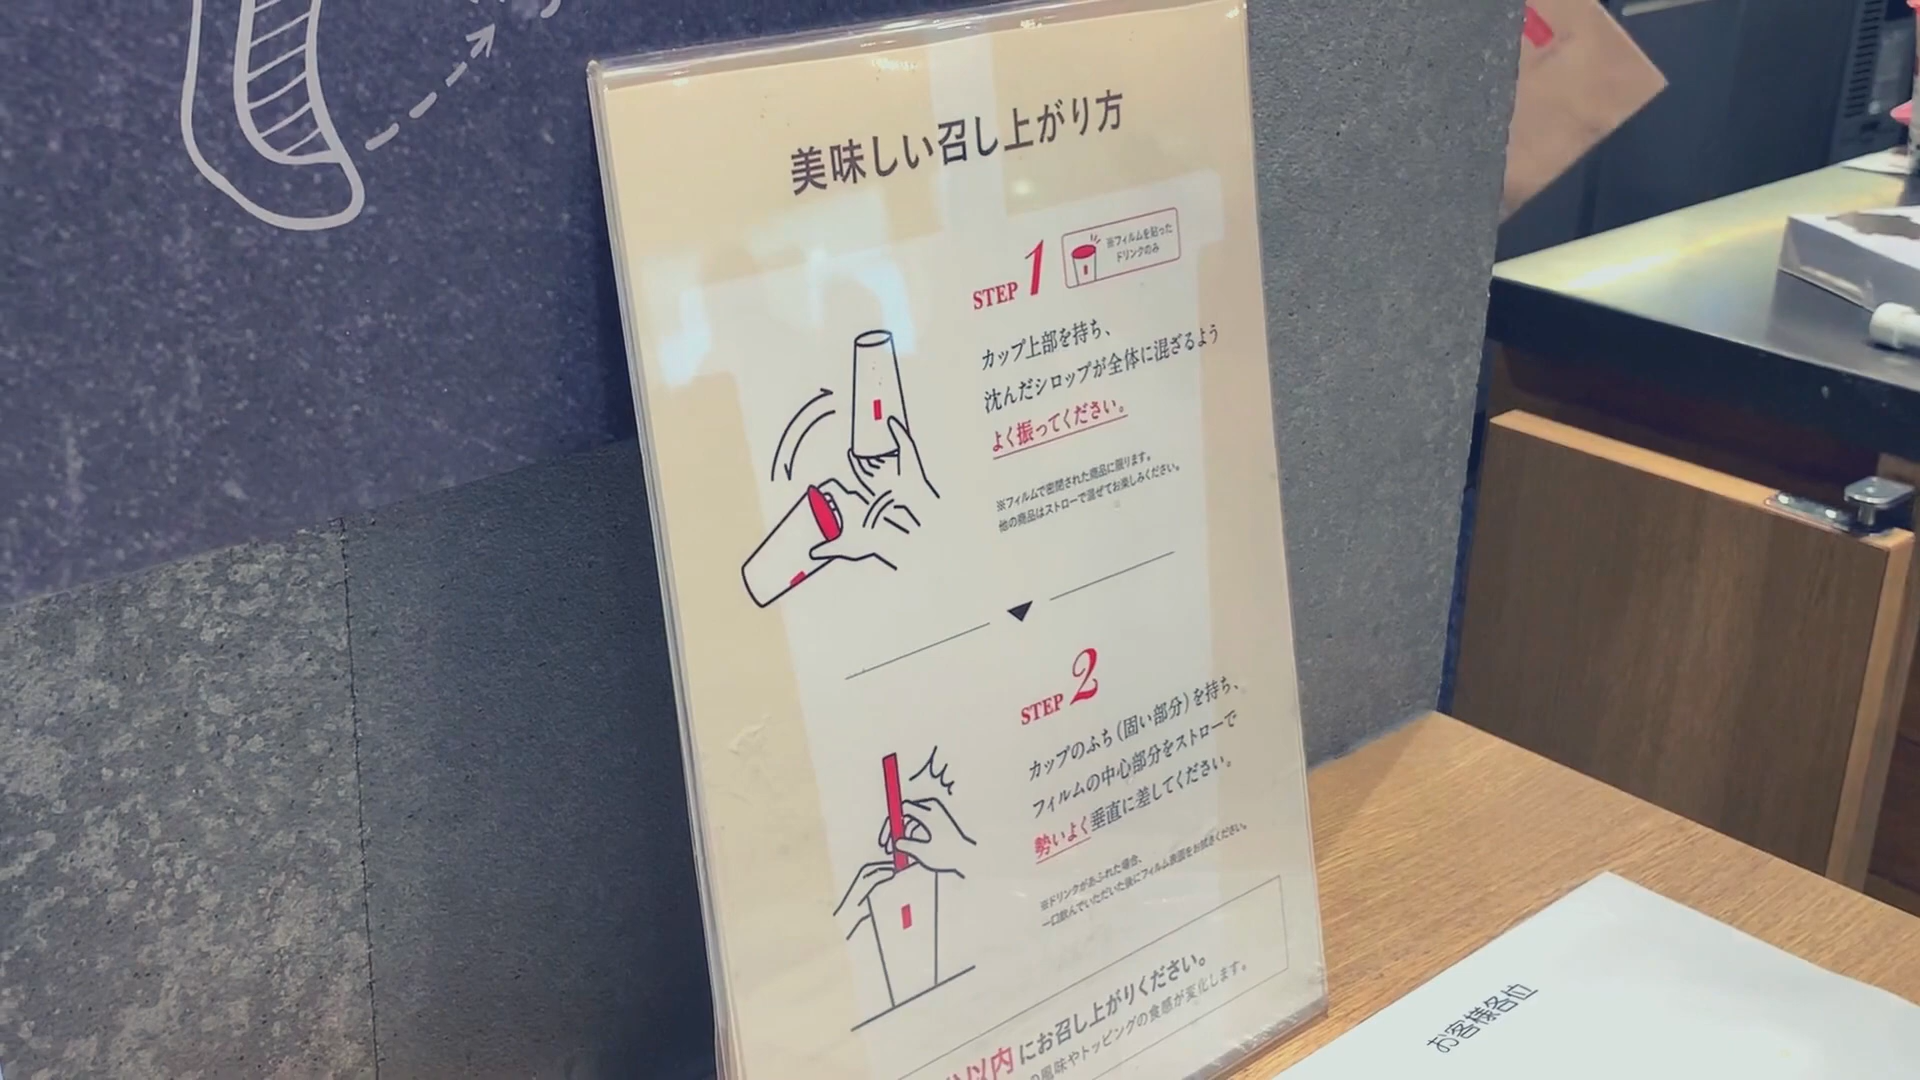 美味しい召し上がり方
STEP 1
※フィルムを貼った
ドリンクのみ
カップ上部を持ち、
沈んだシロップが全体に混ざるよう
よく振ってください。
※フィルムで密閉された商品に限ります。
他の商品はストローで混ぜてお楽しみください。
STEP 2
カップのふち(固い部分)を持ち、
フィルムの中心部分をストローで
勢いよく垂直に差してください。
※ドリンクがあふれた場合、
一口飲んでいただいた後にフィルム表面をお拭きください。
以内にお召し上がりください。
風味やトッピングの食感が変化します。
お客様各位